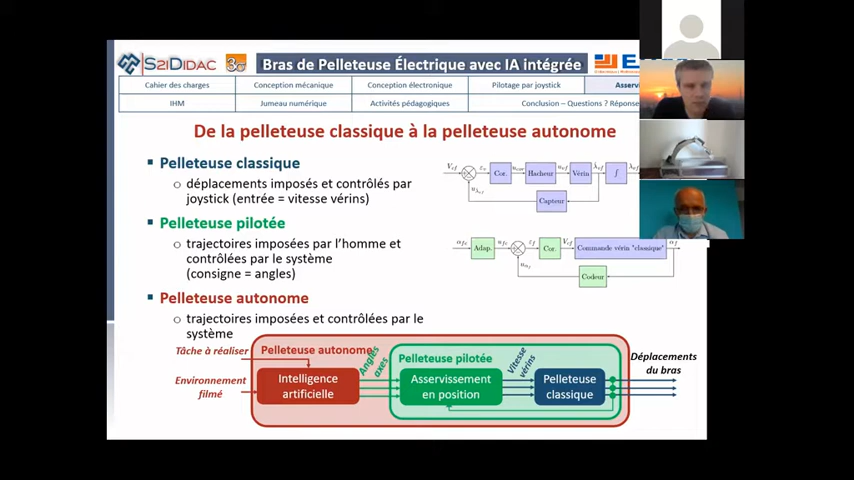 S2IDIDAC
Bras de Pelleteuse Électrique avec IA intégrée
Cahier des charges
Conception mécanique
Conception électronique
Pilotage par joystick
IHM
Jumeau numérique
Activités pédagogiques
Conclusion – Questions ? Réponse
De la pelleteuse classique à la pelleteuse autonome
Pelleteuse classique
déplacements imposés et contrôlés par
joystick (entrée = vitesse vérins)
Cor.
Hacheur
Vérin
∫
Capteur
Pelleteuse pilotée
trajectoires imposées par l'homme et
contrôlées par le système
(consigne = angles)
Adap.
Cor.
Commande vérin "classique"
Codeur
Pelleteuse autonome
trajectoires imposées et contrôlées par le
système
Tâche à réaliser
Pelleteuse autonome
Angles
axes
Pelleteuse pilotée
Vitesse
vérins
Déplacements
du bras
Environnement
filmé
Intelligence
artificielle
Asservissement
en position
Pelleteuse
classique